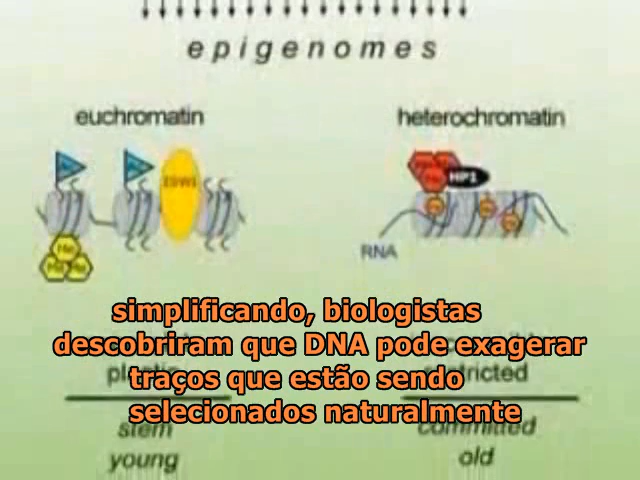 epigenomes
euchromatin
heterochromatin
HP1
RNA
simplificando, biologistas
descobriram que DNA pode exagerar
traços que estão sendo
selecionados naturalmente
stem
committed
young
old